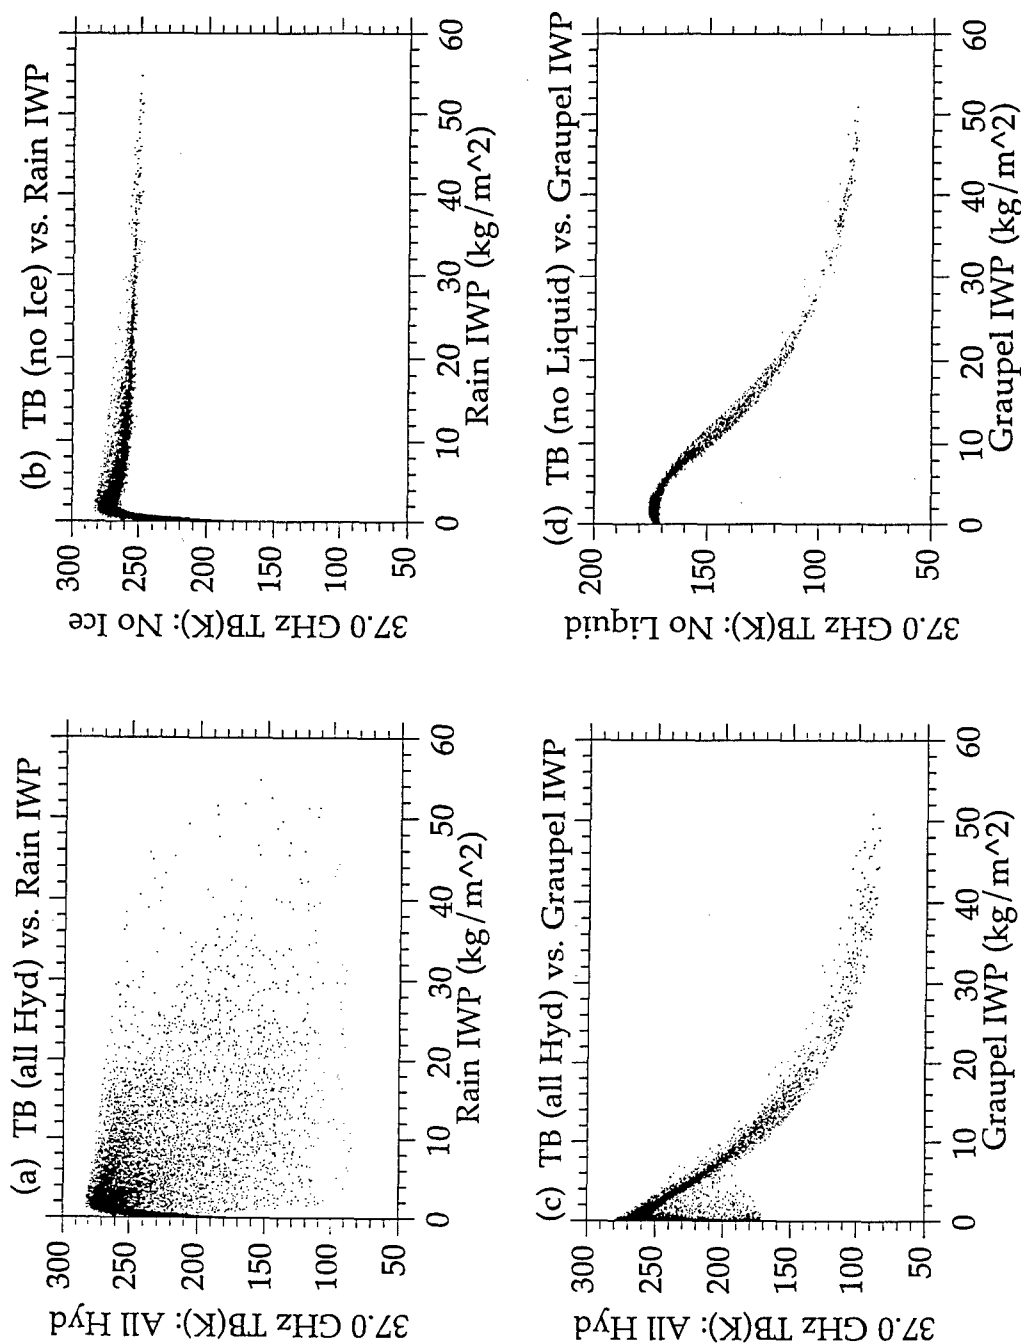 (a) TB (all Hyd) vs. Rain IWP
37.0 GHz TB(K): All Hyd
300
250
200
150
100
50
0 10 20 30 40 50 60
Rain IWP (kg/m^2)
(b) TB (no Ice) vs. Rain IWP
37.0 GHz TB(K): No Ice
300
250
200
150
100
50
0 10 20 30 40 50 60
Rain IWP (kg/m^2)
(c) TB (all Hyd) vs. Graupel IWP
37.0 GHz TB(K): All Hyd
300
250
200
150
100
50
0 10 20 30 40 50 60
Graupel IWP (kg/m^2)
(d) TB (no Liquid) vs. Graupel IWP
37.0 GHz TB(K): No Liquid
200
150
100
50
0 10 20 30 40 50 60
Graupel IWP (kg/m^2)